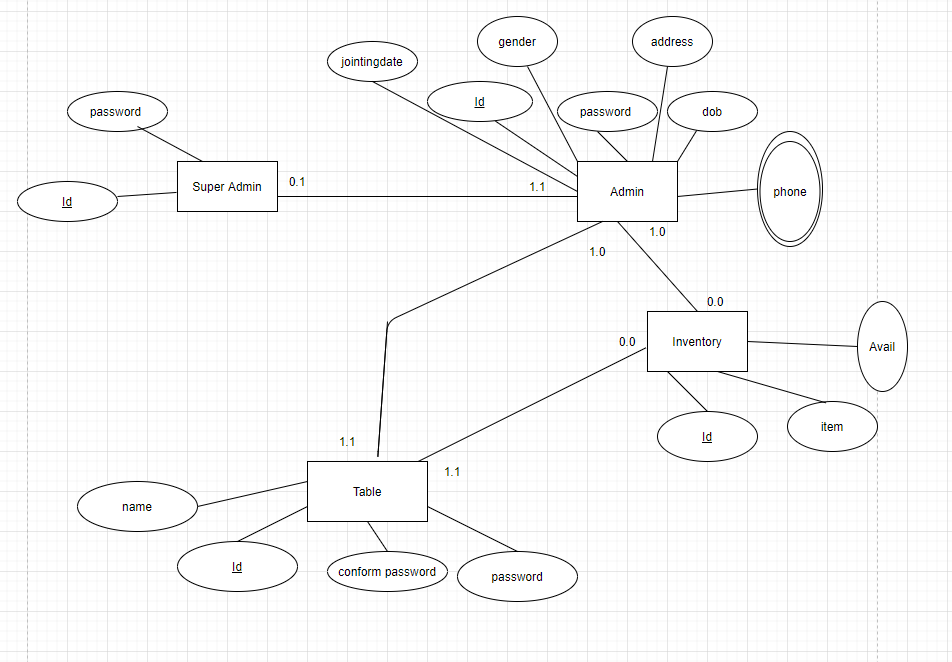 gender
address
jointingdate
Id
password
dob
password
Super Admin
0.1
1.1
Admin
phone
Id
1.0
1.0
0.0
0.0
Inventory
Avail
item
Id
1.1
1.1
Table
name
Id
conform password
password